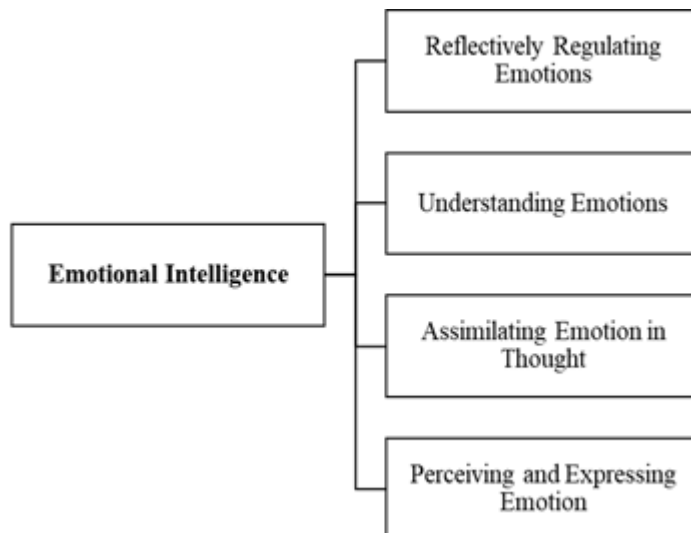 Reflectively Regulating
Emotions
Understanding Emotions
Emotional Intelligence
Assimilating Emotion in
Thought
Perceiving and Expressing
Emotion